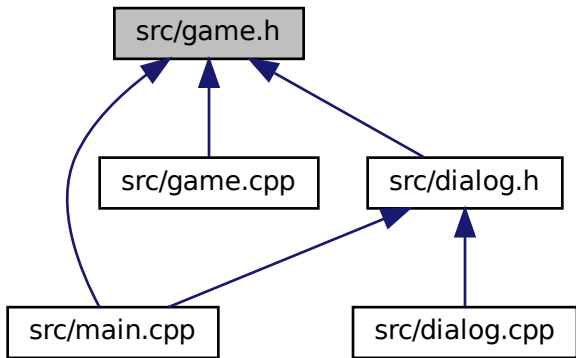 src/game.h
src/game.cpp
src/dialog.h
src/main.cpp
src/dialog.cpp